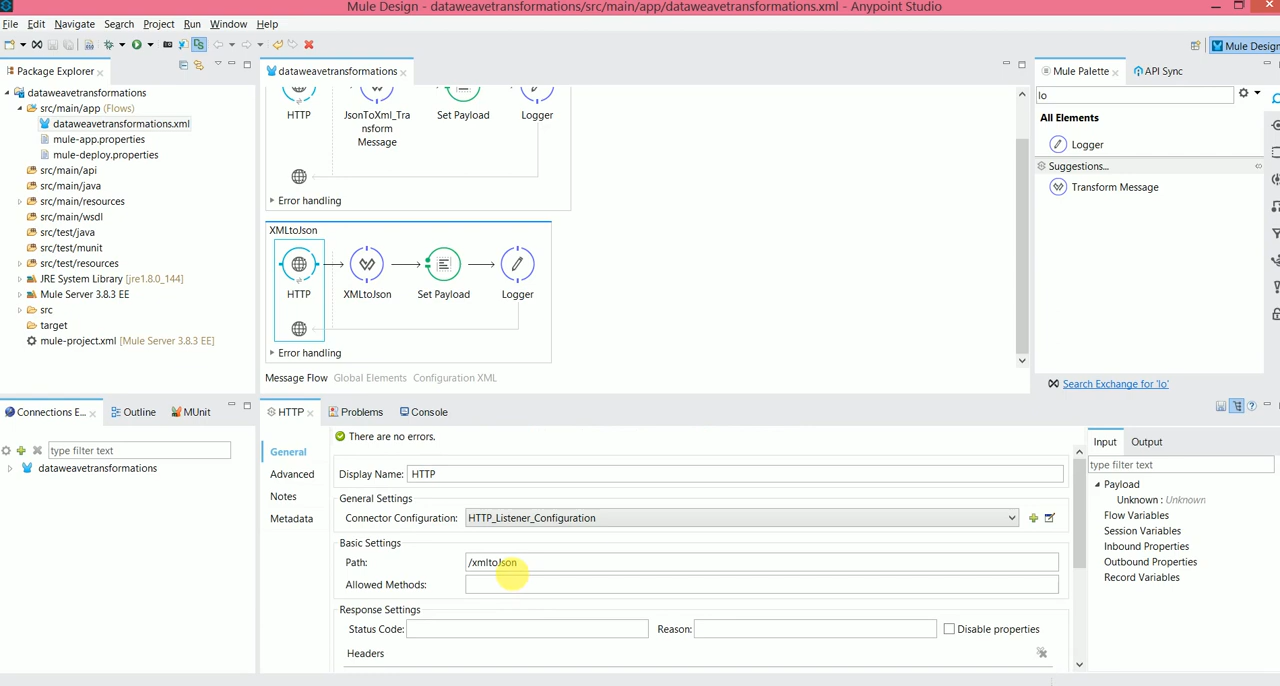 Mule Design - dataweavetransformations/src/main/app/dataweavetransformations.xml - Anypoint Studio
File Edit Navigate Search Project Run Window Help
Mule Design
Package Explorer
dataweavetransformations
src/main/app (Flows)
dataweavetransformations.xml
mule-app.properties
mule-deploy.properties
src/main/api
src/main/java
src/main/resources
src/main/wsdl
src/test/java
src/test/munit
src/test/resources
JRE System Library [jre1.8.0_144]
Mule Server 3.8.3 EE
src
target
mule-project.xml [Mule Server 3.8.3 EE]
dataweavetransformations
HTTP
JsonToXml_Tra
nsform
Message
Set Payload
Logger
Error handling
XMLtoJson
HTTP
XMLtoJson
Set Payload
Logger
Error handling
Message Flow Global Elements Configuration XML
Mule Palette
API Sync
lo
All Elements
Logger
Suggestions...
Transform Message
Search Exchange for 'lo'
Connections E...
Outline
MUnit
type filter text
dataweavetransformations
HTTP
Problems
Console
General
Advanced
Notes
Metadata
There are no errors.
Display Name: HTTP
General Settings
Connector Configuration: HTTP_Listener_Configuration
Basic Settings
Path: /xmltoJson
Allowed Methods:
Response Settings
Status Code:
Reason:
Disable properties
Headers
Input
Output
type filter text
Payload
Unknown : Unknown
Flow Variables
Session Variables
Inbound Properties
Outbound Properties
Record Variables